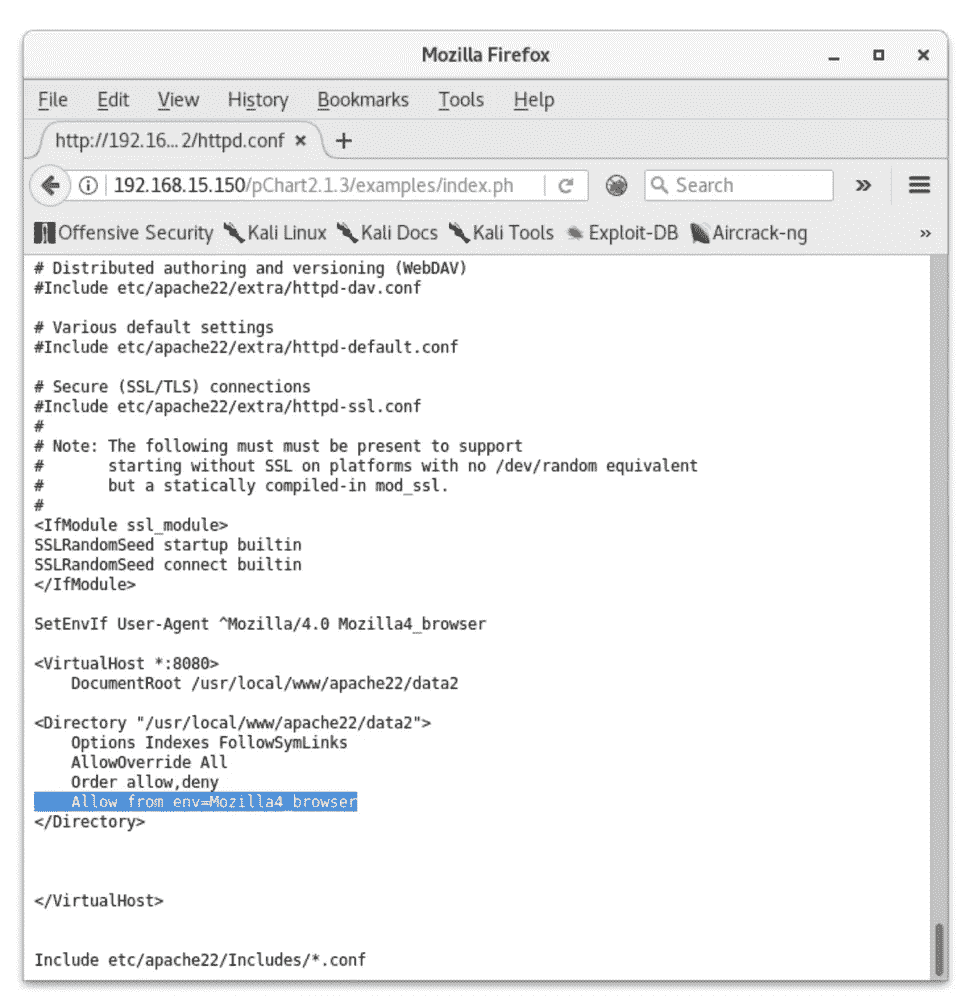 Mozilla Firefox
File Edit View History Bookmarks Tools Help
http://192.16... 2/httpd.conf
192.168.15.150/pChart2.1.3/examples/index.ph
Search
Offensive Security Kali Linux Kali Docs Kali Tools Exploit-DB Aircrack-ng
# Distributed authoring and versioning (WebDAV)
#Include etc/apache22/extra/httpd-dav.conf
# Various default settings
#Include etc/apache22/extra/httpd-default.conf
# Secure (SSL/TLS) connections
#Include etc/apache22/extra/httpd-ssl.conf
#
# Note: The following must must be present to support
#       starting without SSL on platforms with no /dev/random equivalent
#       but a statically compiled-in mod_ssl.
#
<IfModule ssl_module>
SSLRandomSeed startup builtin
SSLRandomSeed connect builtin
</IfModule>
SetEnvIf User-Agent ^Mozilla/4.0 Mozilla4_browser
<VirtualHost *:8080>
    DocumentRoot /usr/local/www/apache22/data2
<Directory "/usr/local/www/apache22/data2">
    Options Indexes FollowSymLinks
    AllowOverride All
    Order allow,deny
    Allow from env=Mozilla4_browser
</Directory>
</VirtualHost>
Include etc/apache22/Includes/*.conf